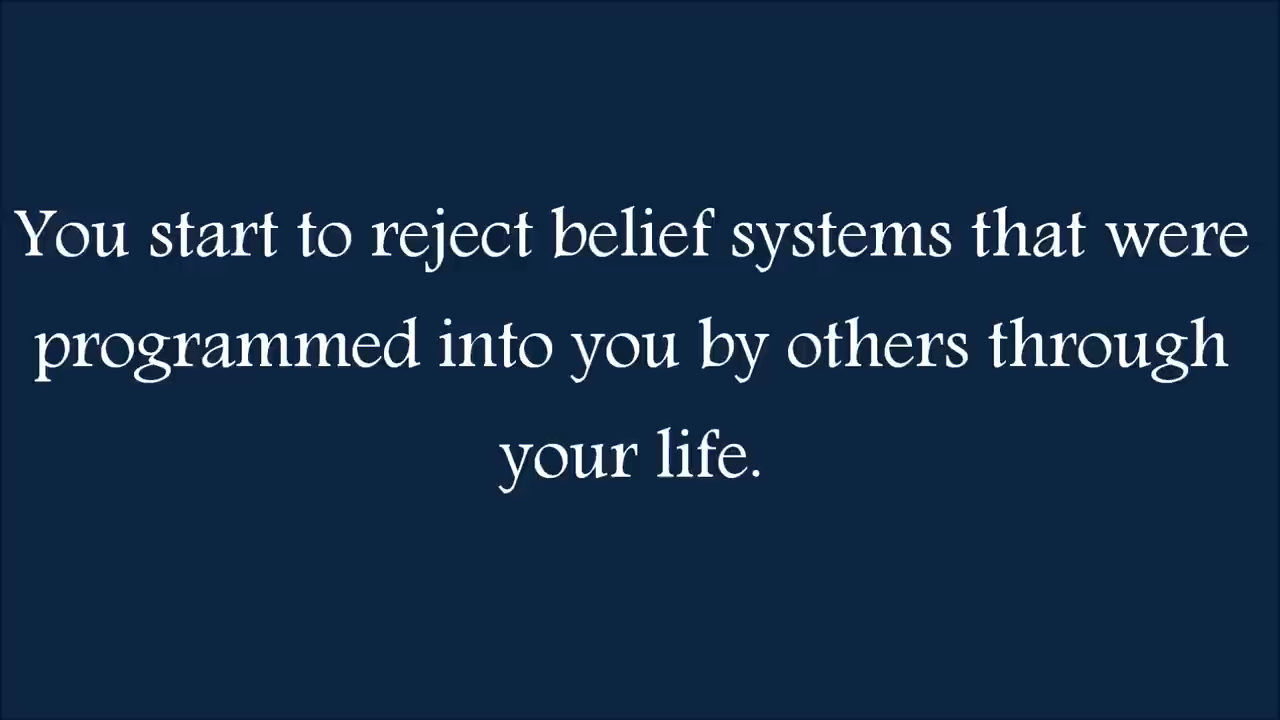 You start to reject belief systems that were
programmed into you by others through
your life.